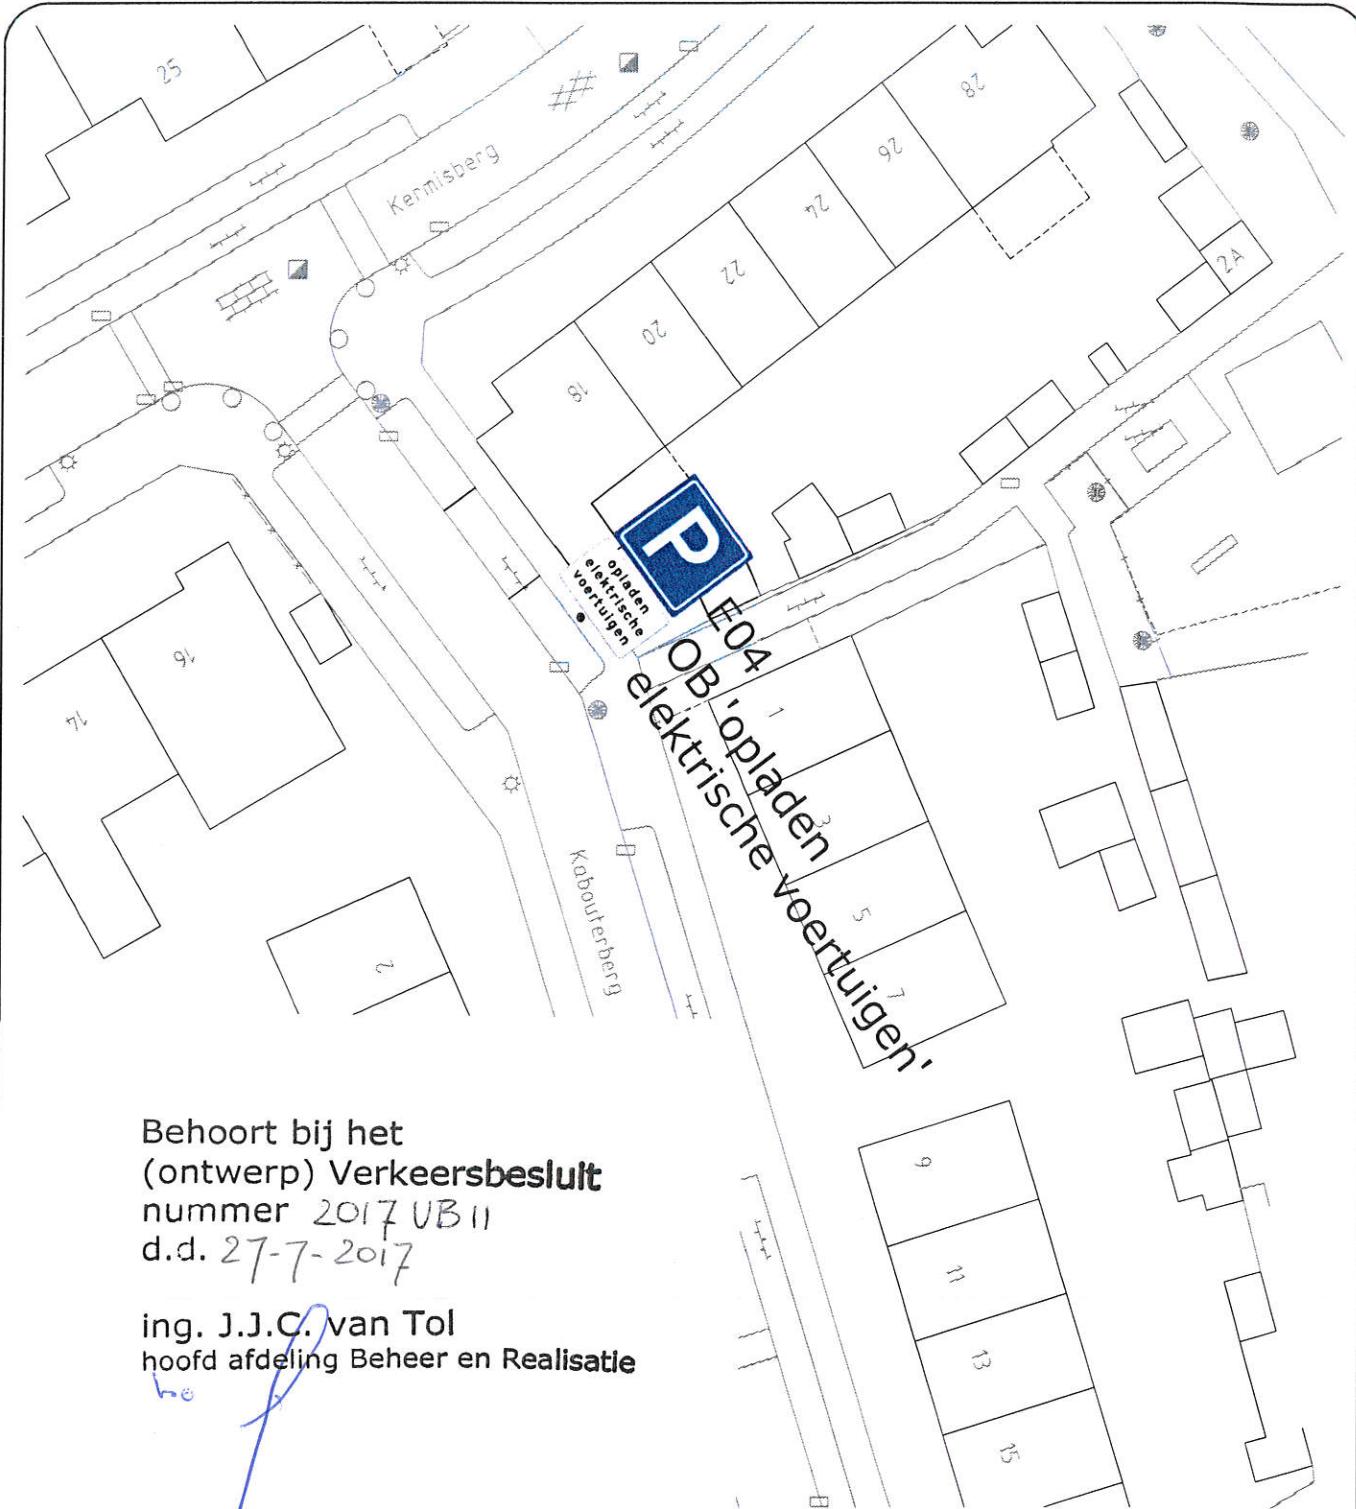 25
Kermisberg
28
26
24
22
20
18
2A
P
opladen
elektrische
voertuigen
E04
OB 'opladen
elektrische voertuigen'
16
14
1
3
5
7
Kabouterberg
2
9
11
13
15
Behoort bij het
(ontwerp) Verkeersbesluit
nummer 2017 VB 11
d.d. 27-7-2017
ing. J.J.C. van Tol
hoofd afdeling Beheer en Realisatie